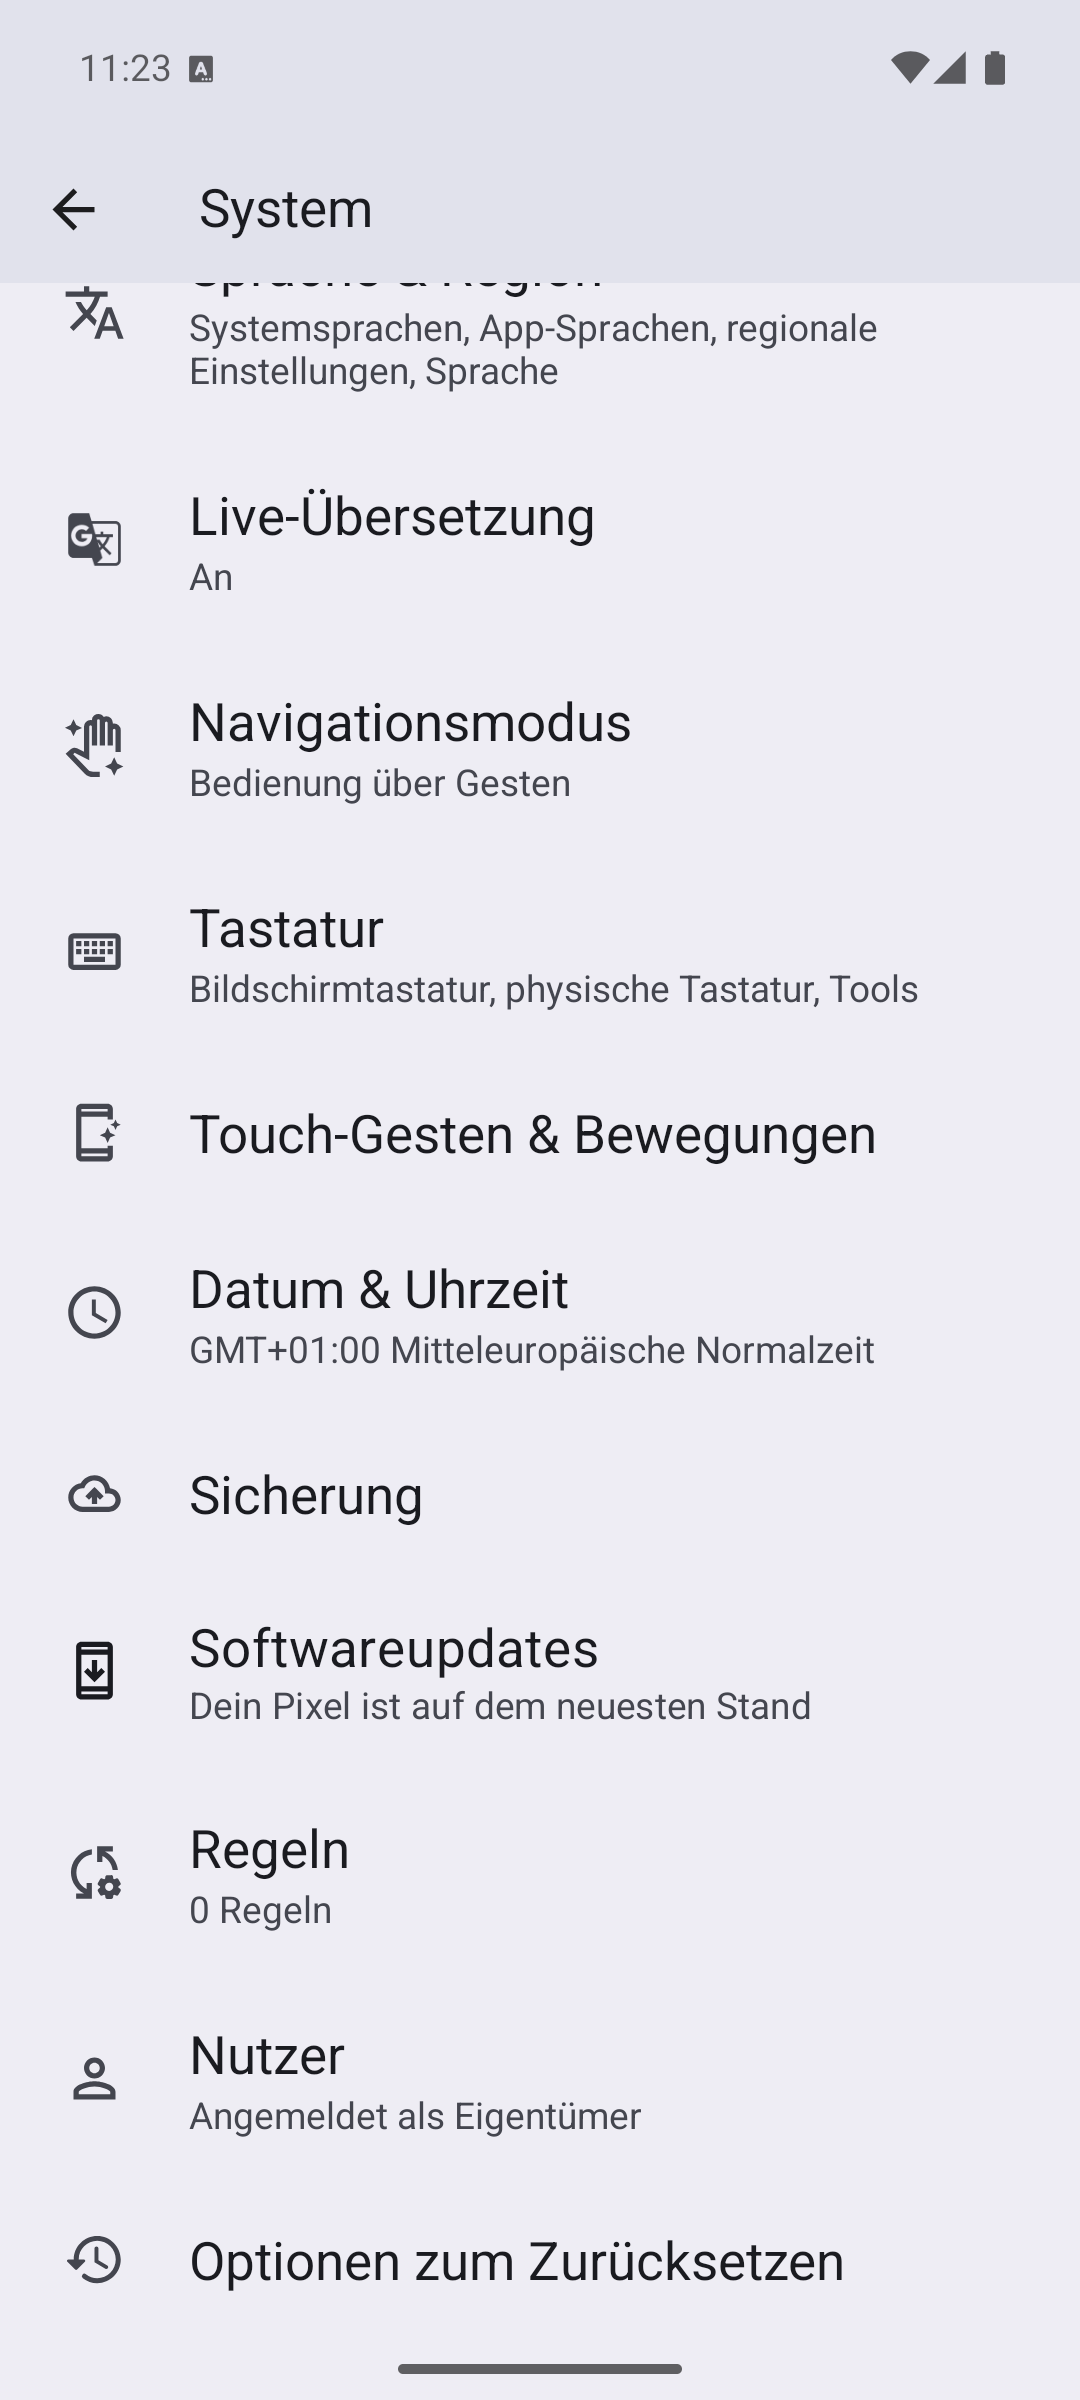 11:23
System
Sprache & Region
Systemsprachen, App-Sprachen, regionale
Einstellungen, Sprache
Live-Übersetzung
An
Navigationsmodus
Bedienung über Gesten
Tastatur
Bildschirmtastatur, physische Tastatur, Tools
Touch-Gesten & Bewegungen
Datum & Uhrzeit
GMT+01:00 Mitteleuropäische Normalzeit
Sicherung
Softwareupdates
Dein Pixel ist auf dem neuesten Stand
Regeln
0 Regeln
Nutzer
Angemeldet als Eigentümer
Optionen zum Zurücksetzen